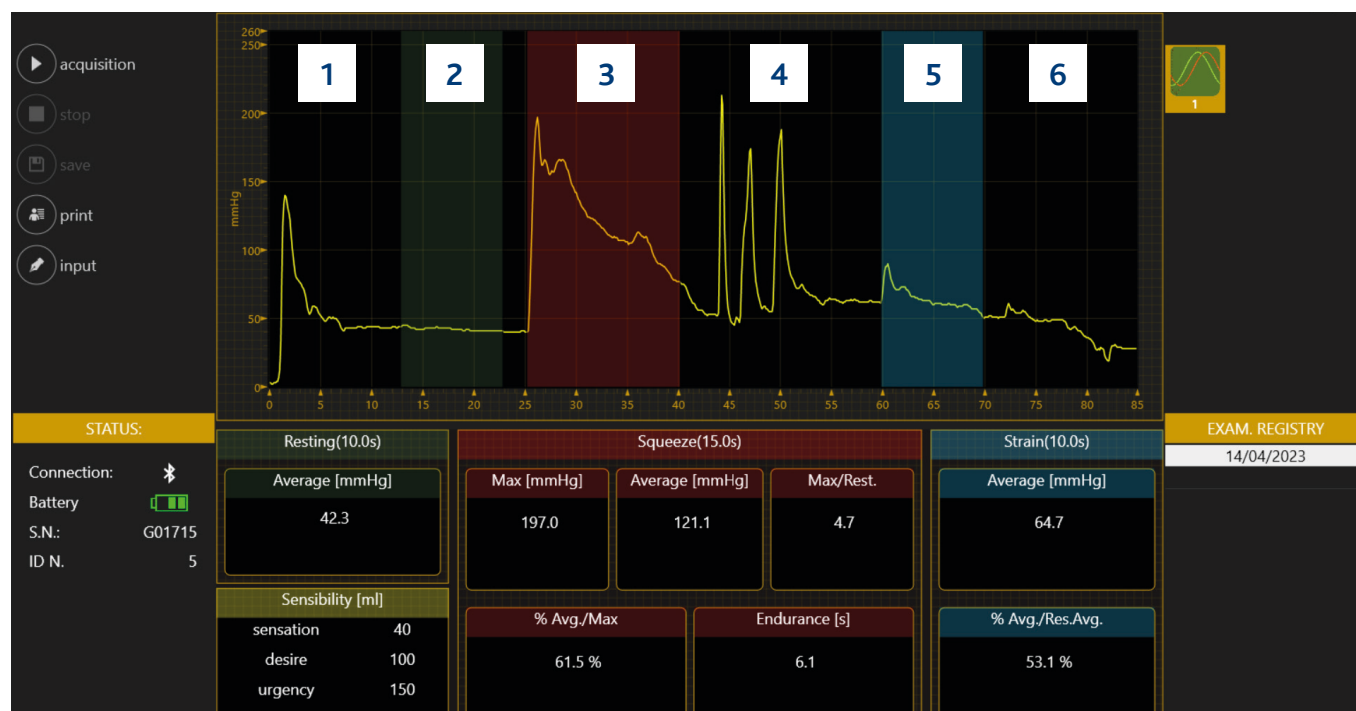 acquisition
stop
save
print
input
STATUS:
Connection:
Battery
S.N.: G01715
ID N. 5
1 2 3 4 5 6
260
250
200
150
100
50
0
mmHg
0 5 10 15 20 25 30 35 40 45 50 55 60 65 70 75 80 85
Resting(10.0s)
Average [mmHg]
42.3
Sensibility [ml]
sensation 40
desire 100
urgency 150
Squeeze(15.0s)
Max [mmHg] Average [mmHg] Max/Rest.
197.0 121.1 4.7
% Avg./Max Endurance [s]
61.5 % 6.1
Strain(10.0s)
Average [mmHg]
64.7
% Avg./Res.Avg.
53.1 %
1
EXAM. REGISTRY
14/04/2023